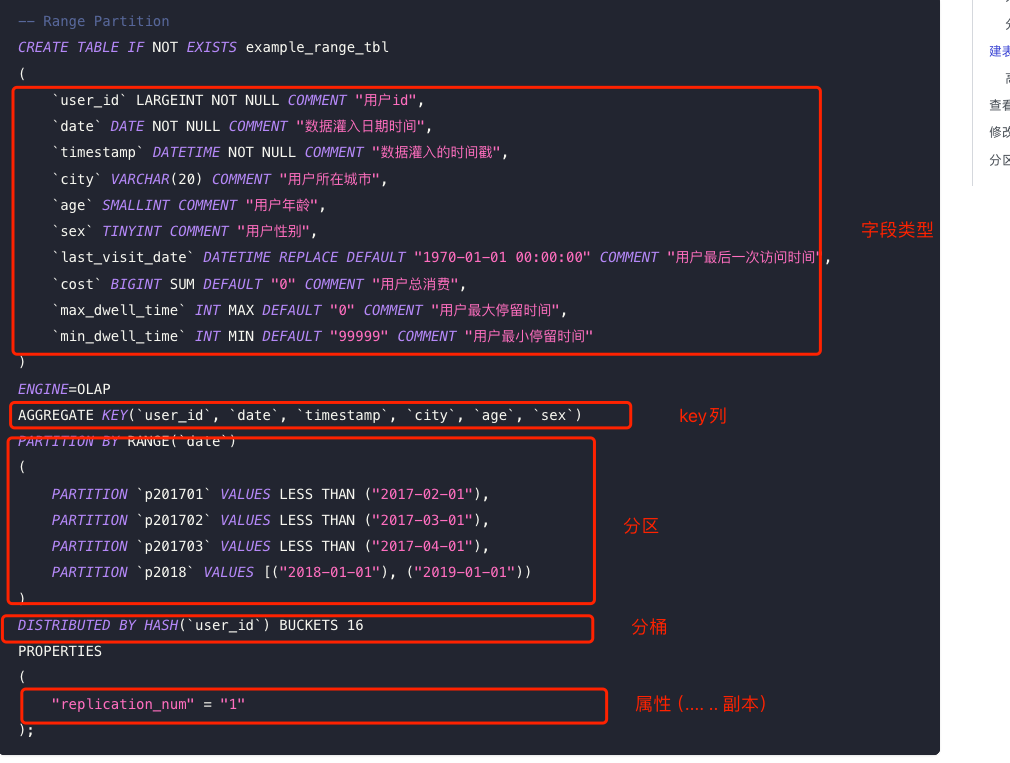 -- Range Partition
CREATE TABLE IF NOT EXISTS example_range_tbl
(
`user_id` LARGEINT NOT NULL COMMENT "用户id",
`date` DATE NOT NULL COMMENT "数据灌入日期时间",
`timestamp` DATETIME NOT NULL COMMENT "数据灌入的时间戳",
`city` VARCHAR(20) COMMENT "用户所在城市",
`age` SMALLINT COMMENT "用户年龄",
`sex` TINYINT COMMENT "用户性别",
`last_visit_date` DATETIME REPLACE DEFAULT "1970-01-01 00:00:00" COMMENT "用户最后一次访问时间",
`cost` BIGINT SUM DEFAULT "0" COMMENT "用户总消费",
`max_dwell_time` INT MAX DEFAULT "0" COMMENT "用户最大停留时间",
`min_dwell_time` INT MIN DEFAULT "99999" COMMENT "用户最小停留时间"
)
字段类型
ENGINE=OLAP
AGGREGATE KEY(`user_id`, `date`, `timestamp`, `city`, `age`, `sex`)
key列
PARTITION BY RANGE(`date`)
(
PARTITION `p201701` VALUES LESS THAN ("2017-02-01"),
PARTITION `p201702` VALUES LESS THAN ("2017-03-01"),
PARTITION `p201703` VALUES LESS THAN ("2017-04-01"),
PARTITION `p2018` VALUES [("2018-01-01"), ("2019-01-01"))
)
分区
DISTRIBUTED BY HASH(`user_id`) BUCKETS 16
分桶
PROPERTIES
(
"replication_num" = "1"
属性 (.... .. 副本)
);
建表
查看
修改
分区